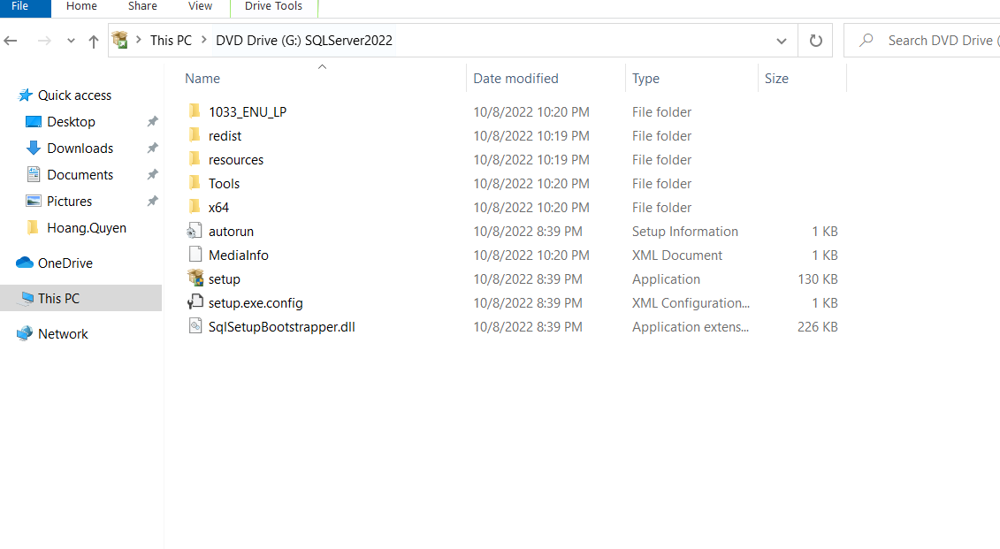 File Home Share View Drive Tools
This PC DVD Drive (G:) SQLServer2022 Search DVD Drive (
Name Date modified Type Size
Quick access
Desktop
Downloads
Documents
Pictures
Hoang.Quyen
OneDrive
This PC
Network
1033_ENU_LP 10/8/2022 10:20 PM File folder
redist 10/8/2022 10:19 PM File folder
resources 10/8/2022 10:19 PM File folder
Tools 10/8/2022 10:20 PM File folder
x64 10/8/2022 10:20 PM File folder
autorun 10/8/2022 8:39 PM Setup Information 1 KB
MediaInfo 10/8/2022 10:20 PM XML Document 1 KB
setup 10/8/2022 8:39 PM Application 130 KB
setup.exe.config 10/8/2022 8:39 PM XML Configuration... 1 KB
SqlSetupBootstrapper.dll 10/8/2022 8:39 PM Application extens... 226 KB